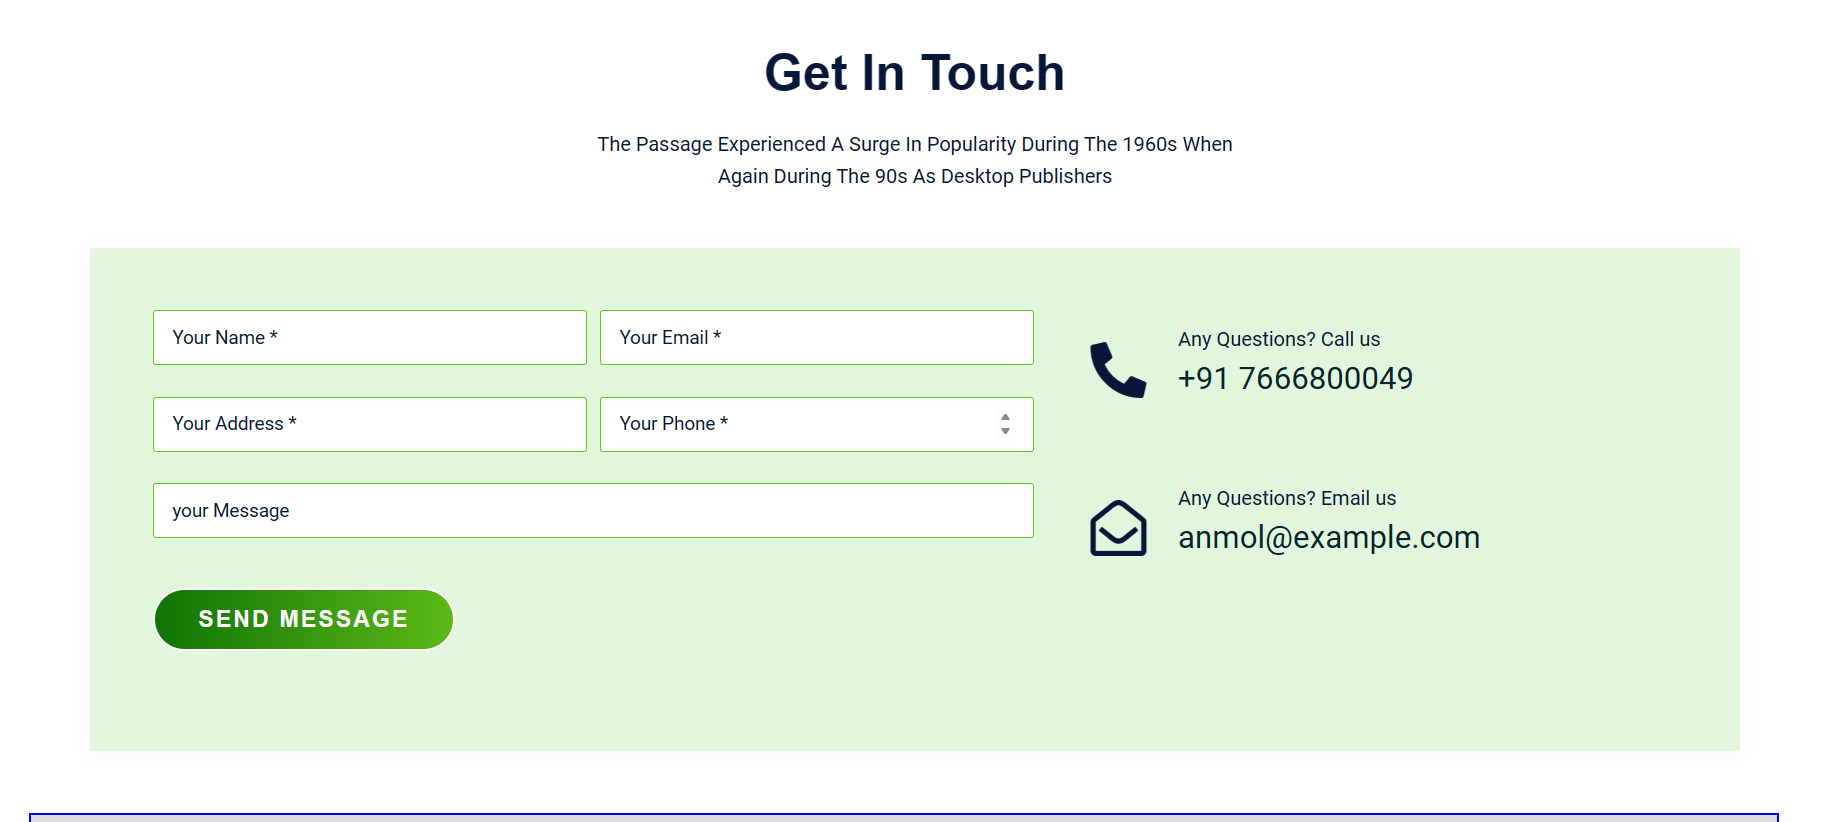 Get In Touch
The Passage Experienced A Surge In Popularity During The 1960s When
Again During The 90s As Desktop Publishers
Your Name *
Your Email *
Your Address *
Your Phone *
your Message
SEND MESSAGE
Any Questions? Call us
+91 7666800049
Any Questions? Email us
anmol@example.com